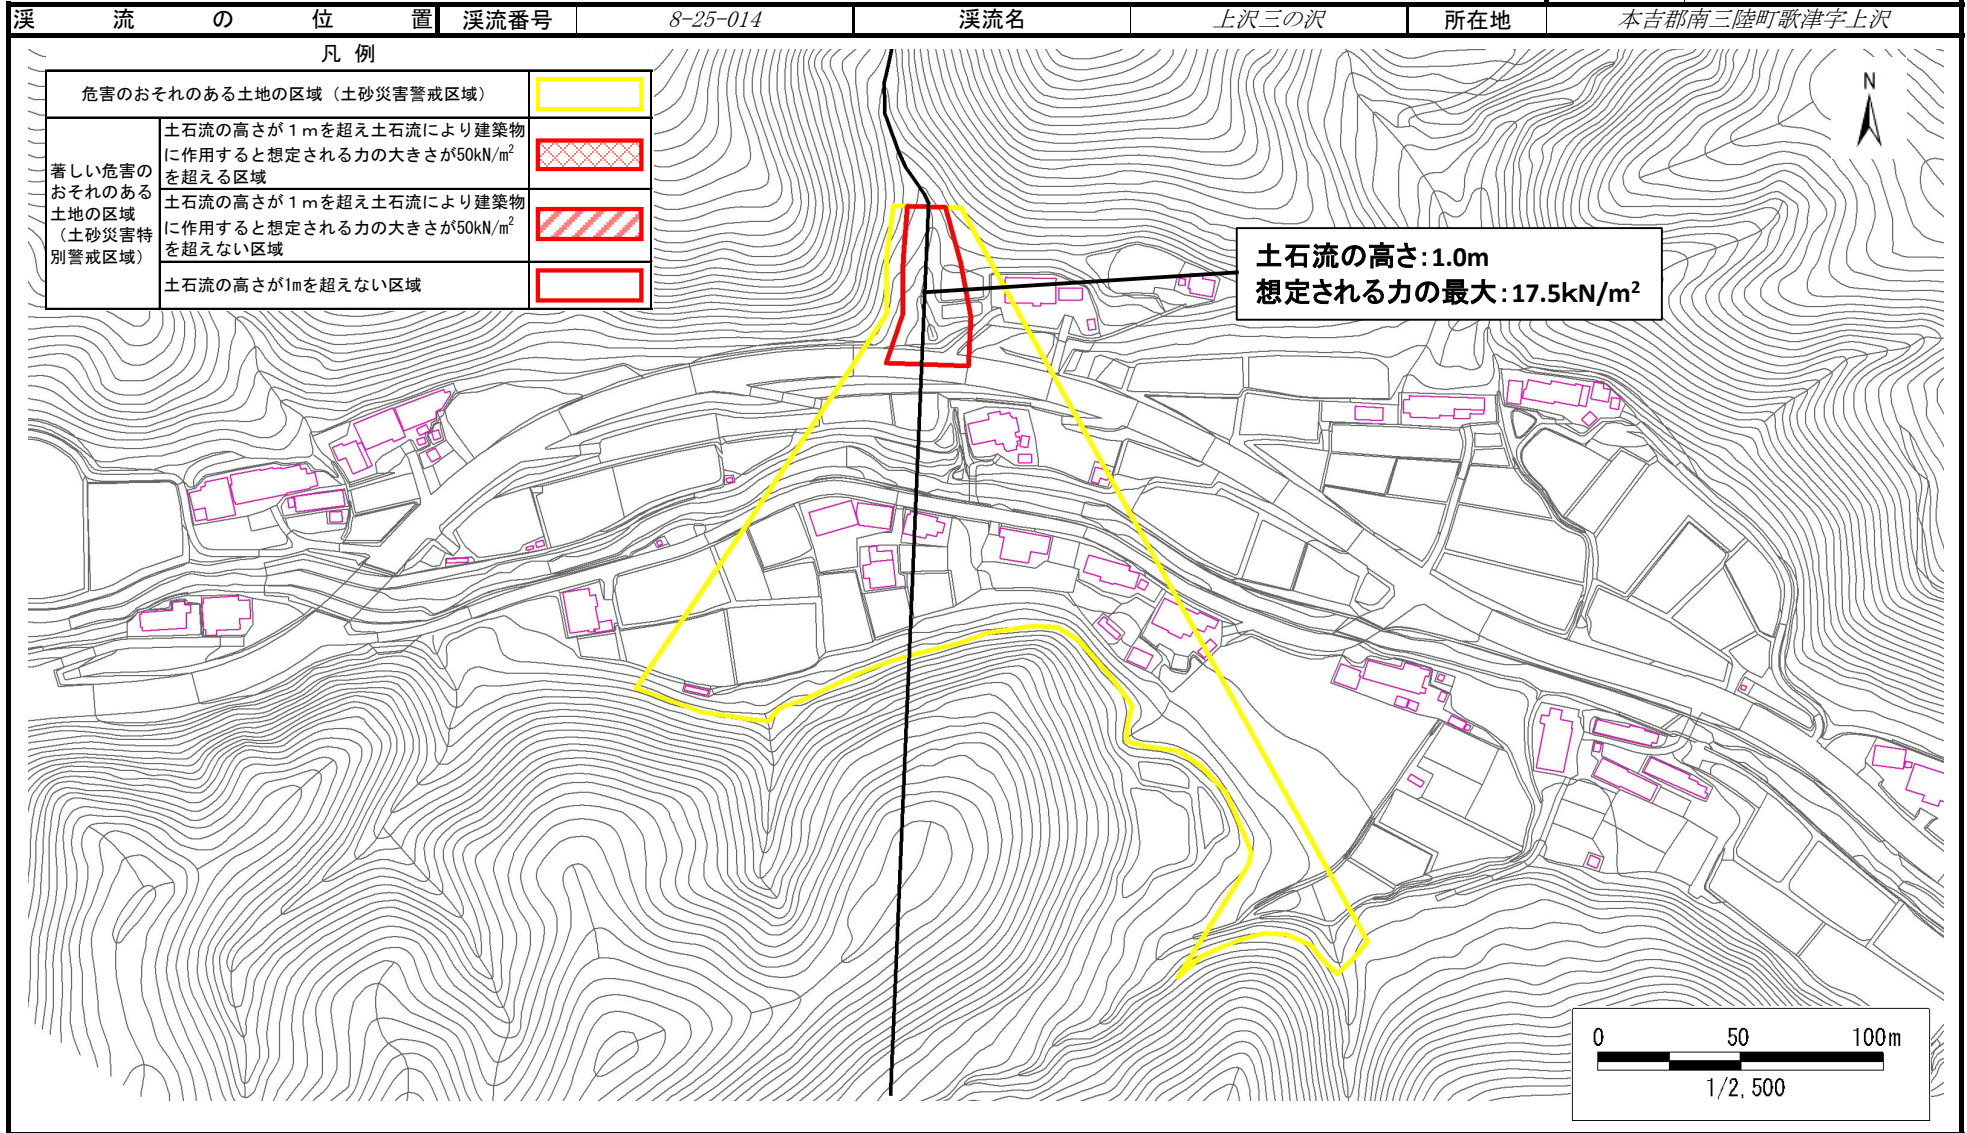 渓流の位置 渓流番号 8-25-014 渓流名 上沢三の沢 所在地 本吉郡南三陸町歌津字上沢
凡 例
危害のおそれのある土地の区域（土砂災害警戒区域）
著しい危害の
おそれのある
土地の区域
（土砂災害特
別警戒区域）
土石流の高さが１ｍを超え土石流により建築物
に作用すると想定される力の大きさが50kN/m²
を超える区域
土石流の高さが１ｍを超え土石流により建築物
に作用すると想定される力の大きさが50kN/m²
を超えない区域
土石流の高さが1mを超えない区域
N
土石流の高さ:1.0m
想定される力の最大:17.5kN/m²
0 50 100m
1/2,500